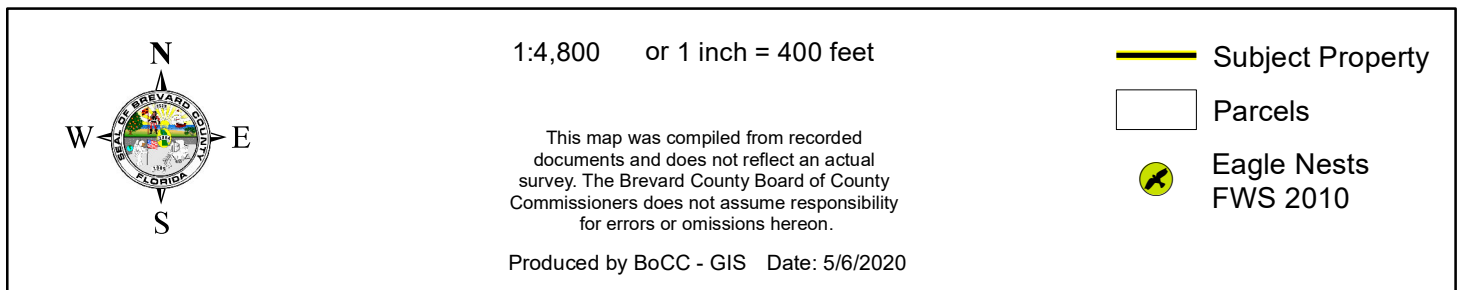 N
W
E
S
SEAL OF BREVARD COUNTY
FLORIDA
1:4,800 or 1 inch = 400 feet
This map was compiled from recorded
documents and does not reflect an actual
survey. The Brevard County Board of County
Commissioners does not assume responsibility
for errors or omissions hereon.
Produced by BoCC - GIS Date: 5/6/2020
Subject Property
Parcels
Eagle Nests
FWS 2010